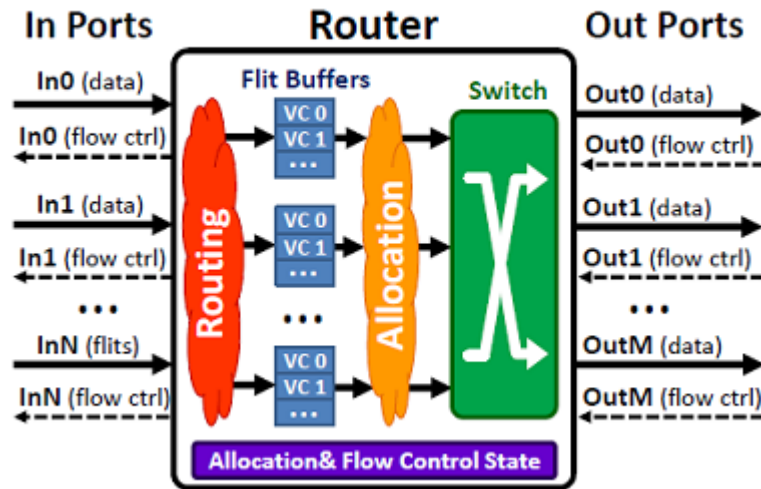 In Ports
Router
Out Ports
In0 (data)
In0 (flow ctrl)
In1 (data)
In1 (flow ctrl)
...
InN (flits)
InN (flow ctrl)
Routing
Flit Buffers
VC 0
VC 1
...
VC 0
VC 1
...
...
VC 0
VC 1
...
Allocation
Switch
Allocation& Flow Control State
Out0 (data)
Out0 (flow ctrl)
Out1 (data)
Out1 (flow ctrl)
...
OutM (data)
OutM (flow ctrl)